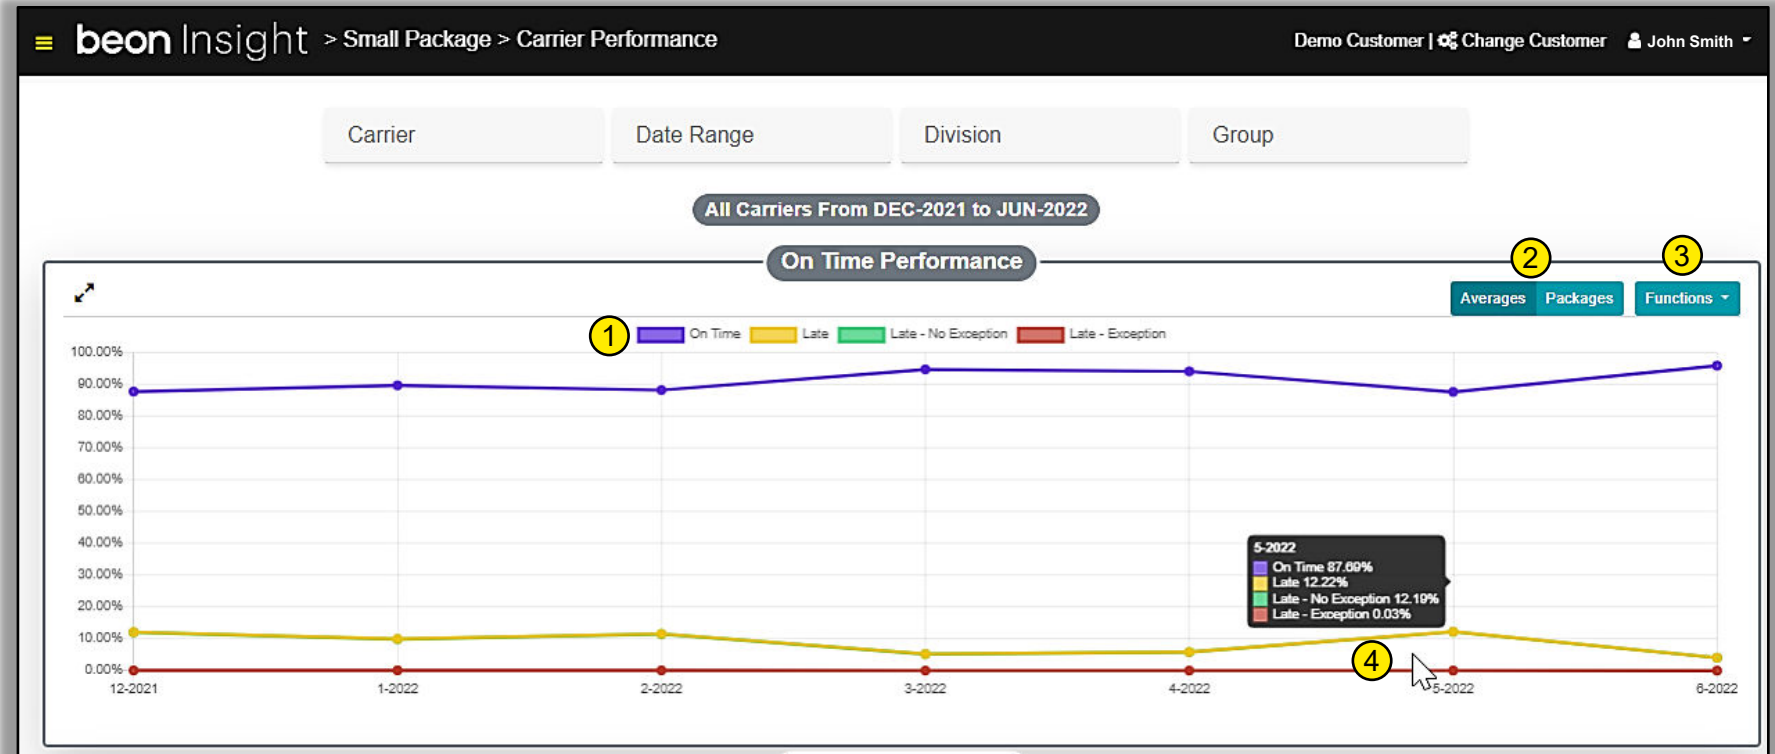 beon Insight > Small Package > Carrier Performance
Demo Customer | Change Customer John Smith
Carrier Date Range Division Group
All Carriers From DEC-2021 to JUN-2022
On Time Performance
2 3
Averages Packages Functions
1 On Time Late Late - No Exception Late - Exception
100.00%
90.00%
80.00%
70.00%
60.00%
50.00%
40.00%
30.00%
20.00%
10.00%
0.00%
5-2022
On Time 87.69%
Late 12.22%
Late - No Exception 12.19%
Late - Exception 0.03%
4
12-2021 1-2022 2-2022 3-2022 4-2022 5-2022 6-2022